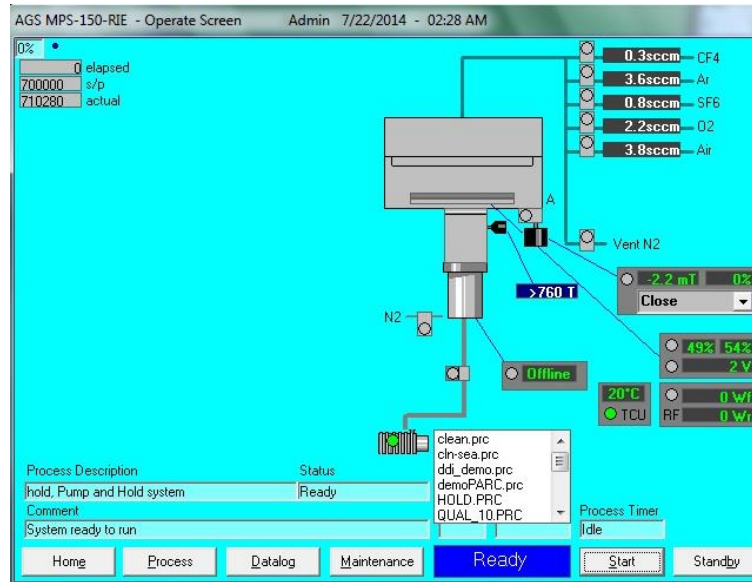 AGS MPS-150-RIE - Operate Screen Admin 7/22/2014 - 02:28 AM
0%
0 elapsed
700000 s/p
710280 actual
0.3sccm CF4
3.6sccm Ar
0.8sccm SF6
2.2sccm O2
3.8sccm Air
A
Vent N2
-2.2 mT 0%
Close
>760 T
N2
49% 54%
2 V
Offline
20°C
TCU
RF
0 Wf
0 Wr
clean.prc
cln-sea.prc
ddi_demo.prc
demoPARC.prc
HOLD.PRC
QUAL_10.PRC
Process Description
Status
hold, Pump and Hold system
Ready
Comment
System ready to run
Process Timer
Idle
Home
Process
Datalog
Maintenance
Ready
Start
Standby